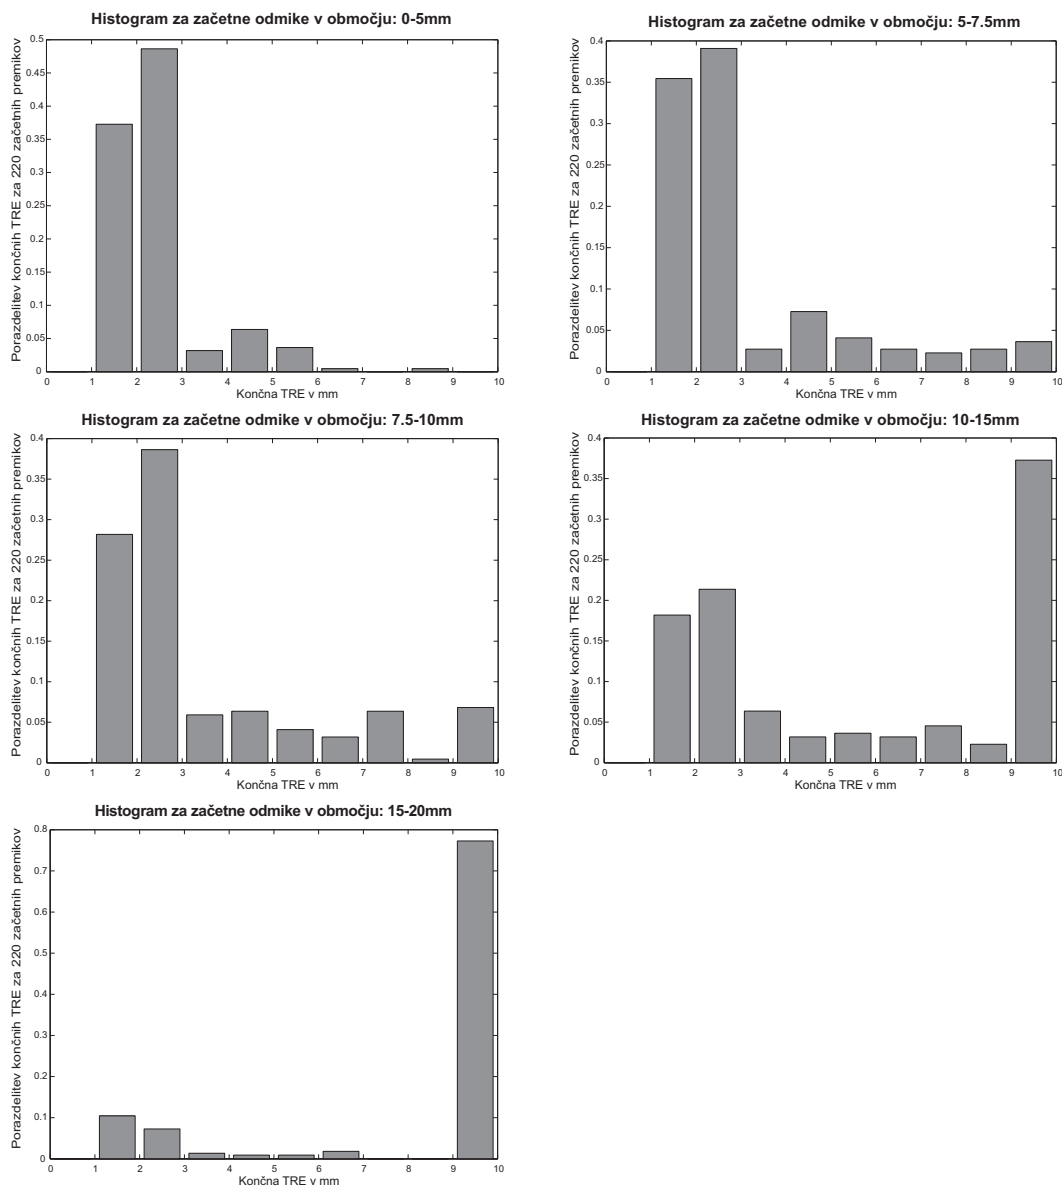 Histogram za začetne odmike v območju: 0-5mm
Porazdelitev končnih TRE za 220 začetnih premikov
0.5
0.45
0.4
0.35
0.3
0.25
0.2
0.15
0.1
0.05
0
0 1 2 3 4 5 6 7 8 9 10
Končna TRE v mm
Histogram za začetne odmike v območju: 5-7.5mm
Porazdelitev končnih TRE za 220 začetnih premikov
0.4
0.35
0.3
0.25
0.2
0.15
0.1
0.05
0
0 1 2 3 4 5 6 7 8 9 10
Končna TRE v mm
Histogram za začetne odmike v območju: 7.5-10mm
Porazdelitev končnih TRE za 220 začetnih premikov
0.4
0.35
0.3
0.25
0.2
0.15
0.1
0.05
0
0 1 2 3 4 5 6 7 8 9 10
Končna TRE v mm
Histogram za začetne odmike v območju: 10-15mm
Porazdelitev končnih TRE za 220 začetnih premikov
0.4
0.35
0.3
0.25
0.2
0.15
0.1
0.05
0
0 1 2 3 4 5 6 7 8 9 10
Končna TRE v mm
Histogram za začetne odmike v območju: 15-20mm
Porazdelitev končnih TRE za 220 začetnih premikov
0.8
0.7
0.6
0.5
0.4
0.3
0.2
0.1
0
0 1 2 3 4 5 6 7 8 9 10
Končna TRE v mm